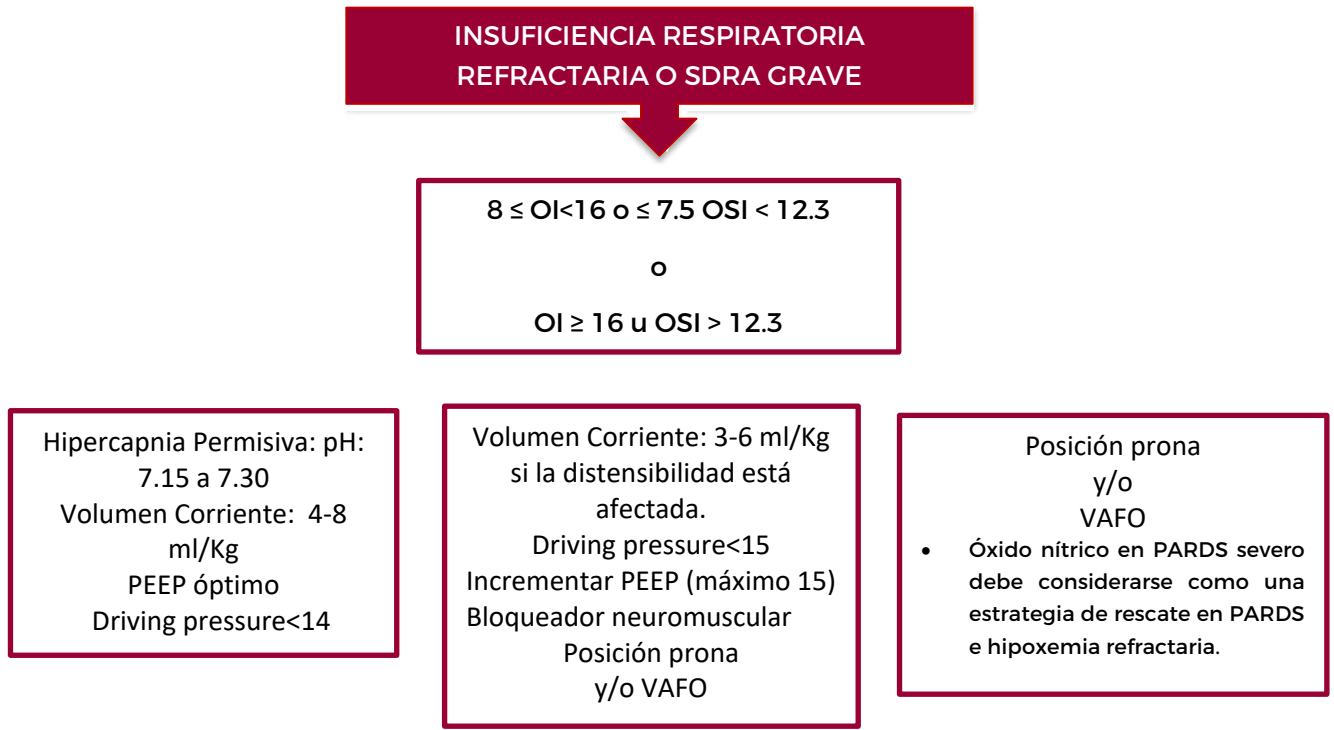 INSUFICIENCIA RESPIRATORIA
REFRACTARIA O SDRA GRAVE
8 ≤ OI<16 o ≤ 7.5 OSI < 12.3
o
OI ≥ 16 u OSI > 12.3
Hipercapnia Permisiva: pH:
7.15 a 7.30
Volumen Corriente: 4-8
ml/Kg
PEEP óptimo
Driving pressure<14
Volumen Corriente: 3-6 ml/Kg
si la distensibilidad está
afectada.
Driving pressure<15
Incrementar PEEP (máximo 15)
Bloqueador neuromuscular
Posición prona
y/o VAFO
Posición prona
y/o
VAFO
• Óxido nítrico en PARDS severo
debe considerarse como una
estrategia de rescate en PARDS
e hipoxemia refractaria.